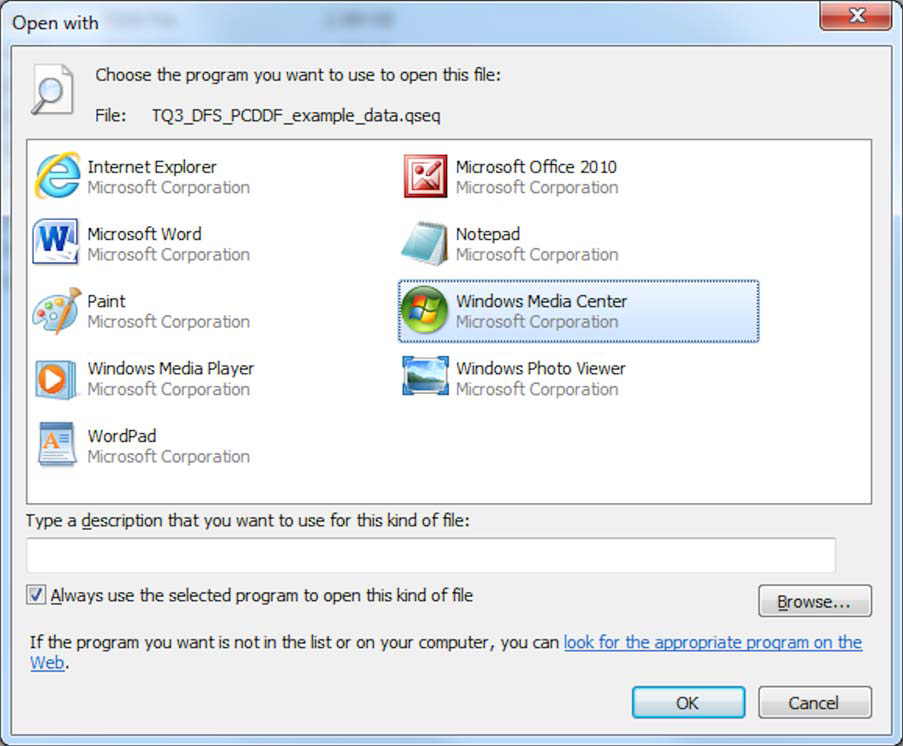 Open with
Choose the program you want to use to open this file:
File: TQ3_DFS_PCDDF_example_data.qseq
Internet Explorer
Microsoft Corporation
Microsoft Office 2010
Microsoft Corporation
Microsoft Word
Microsoft Corporation
Notepad
Microsoft Corporation
Paint
Microsoft Corporation
Windows Media Center
Microsoft Corporation
Windows Media Player
Microsoft Corporation
Windows Photo Viewer
Microsoft Corporation
WordPad
Microsoft Corporation
Type a description that you want to use for this kind of file:
Always use the selected program to open this kind of file
Browse...
If the program you want is not in the list or on your computer, you can look for the appropriate program on the
Web.
OK
Cancel